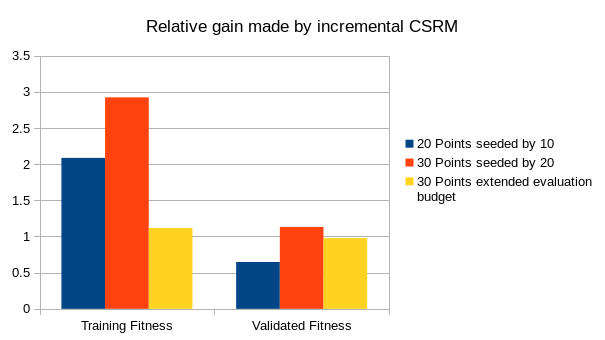 Relative gain made by incremental CSRM
3.5
3
2.5
2
1.5
1
0.5
0
Training Fitness
Validated Fitness
20 Points seeded by 10
30 Points seeded by 20
30 Points extended evaluation
budget